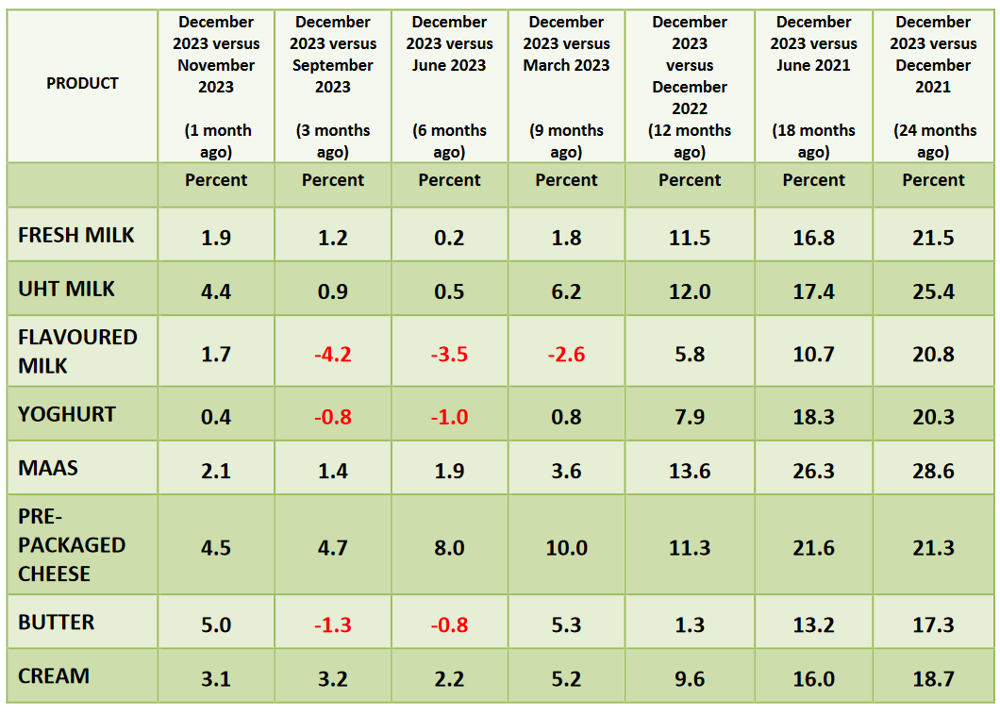 PRODUCT
December 2023 versus November 2023 (1 month ago)
December 2023 versus September 2023 (3 months ago)
December 2023 versus June 2023 (6 months ago)
December 2023 versus March 2023 (9 months ago)
December 2023 versus December 2022 (12 months ago)
December 2023 versus June 2021 (18 months ago)
December 2023 versus December 2021 (24 months ago)
Percent Percent Percent Percent Percent Percent Percent
FRESH MILK 1.9 1.2 0.2 1.8 11.5 16.8 21.5
UHT MILK 4.4 0.9 0.5 6.2 12.0 17.4 25.4
FLAVOURED MILK 1.7 -4.2 -3.5 -2.6 5.8 10.7 20.8
YOGHURT 0.4 -0.8 -1.0 0.8 7.9 18.3 20.3
MAAS 2.1 1.4 1.9 3.6 13.6 26.3 28.6
PRE-PACKAGED CHEESE 4.5 4.7 8.0 10.0 11.3 21.6 21.3
BUTTER 5.0 -1.3 -0.8 5.3 1.3 13.2 17.3
CREAM 3.1 3.2 2.2 5.2 9.6 16.0 18.7